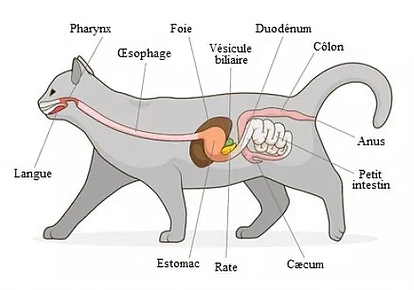 Pharynx
Œsophage
Foie
Vésicule
biliaire
Duodénum
Côlon
Anus
Langue
Petit
intestin
Estomac
Rate
Cæcum